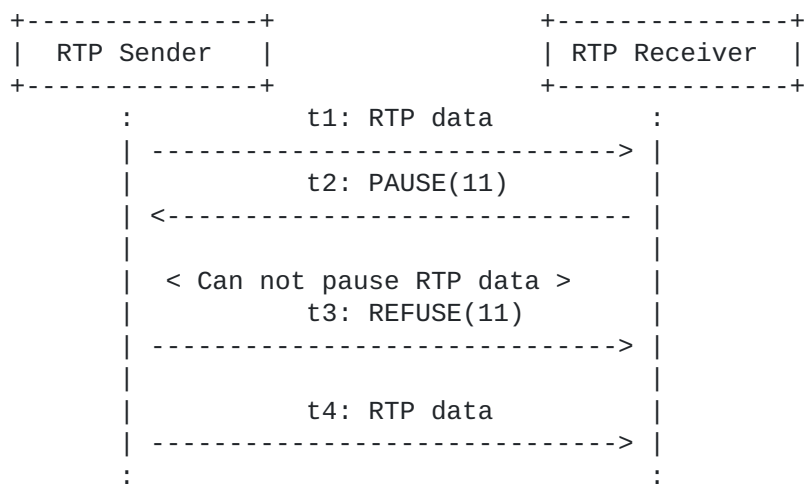 RTP Sender RTP Receiver
t1: RTP data
t2: PAUSE(11)
< Can not pause RTP data >
t3: REFUSE(11)
t4: RTP data